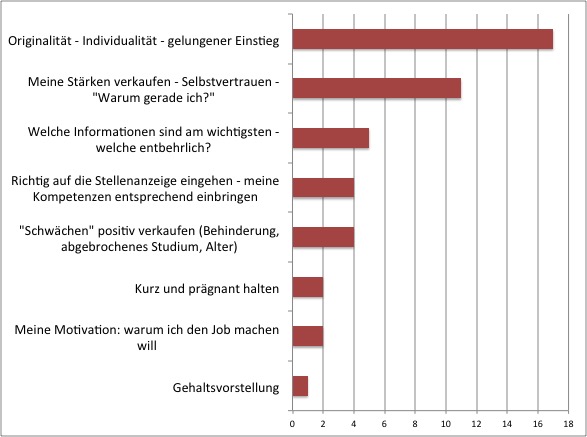 Originalität - Individualität - gelungener Einstieg
Meine Stärken verkaufen - Selbstvertrauen -
"Warum gerade ich?"
Welche Informationen sind am wichtigsten -
welche entbehrlich?
Richtig auf die Stellenanzeige eingehen - meine
Kompetenzen entsprechend einbringen
"Schwächen" positiv verkaufen (Behinderung,
abgebrochenes Studium, Alter)
Kurz und prägnant halten
Meine Motivation: warum ich den Job machen
will
Gehaltsvorstellung
0 2 4 6 8 10 12 14 16 18